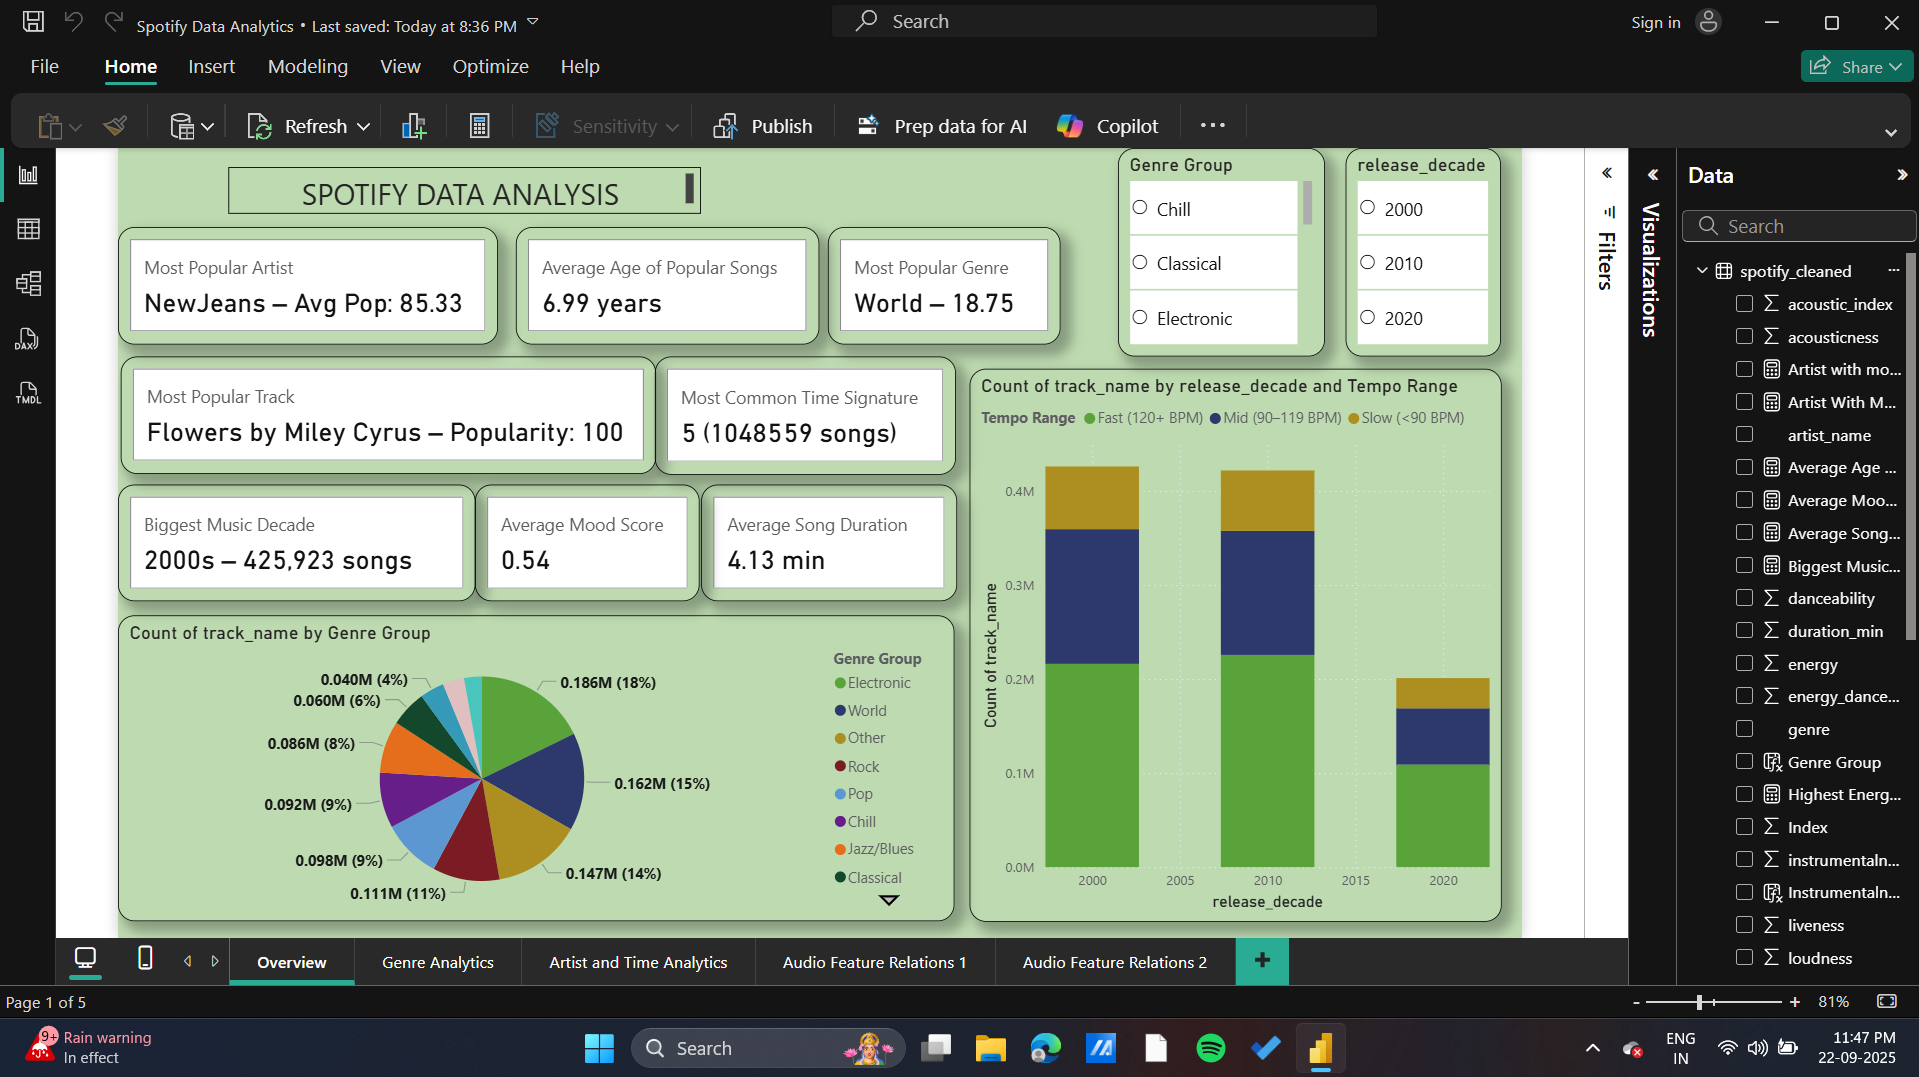 Spotify Data Analytics • Last saved: Today at 8:36 PM
Search
Sign in
File
Home
Insert
Modeling
View
Optimize
Help
Share
Refresh
Sensitivity
Publish
Prep data for AI
Copilot
SPOTIFY DATA ANALYSIS
Genre Group
Chill
Classical
Electronic
release_decade
2000
2010
2020
Most Popular Artist
NewJeans – Avg Pop: 85.33
Average Age of Popular Songs
6.99 years
Most Popular Genre
World – 18.75
Most Popular Track
Flowers by Miley Cyrus – Popularity: 100
Most Common Time Signature
5 (1048559 songs)
Biggest Music Decade
2000s – 425,923 songs
Average Mood Score
0.54
Average Song Duration
4.13 min
Count of track_name by release_decade and Tempo Range
Tempo Range Fast (120+ BPM) Mid (90–119 BPM) Slow (<90 BPM)
Count of track_name
0.4M
0.3M
0.2M
0.1M
0.0M
2000
2005
2010
2015
2020
release_decade
Count of track_name by Genre Group
0.186M (18%)
0.162M (15%)
0.147M (14%)
0.111M (11%)
0.098M (9%)
0.092M (9%)
0.086M (8%)
0.060M (6%)
0.040M (4%)
Genre Group
Electronic
World
Other
Rock
Pop
Chill
Jazz/Blues
Classical
Filters
Visualizations
Data
Search
spotify_cleaned
acoustic_index
acousticness
Artist with mo...
Artist With M...
artist_name
Average Age ...
Average Moo...
Average Song...
Biggest Music...
danceability
duration_min
energy
energy_dance...
genre
Genre Group
Highest Energ...
Index
instrumentaln...
Instrumentaln...
liveness
loudness
DAX
TMDL
Overview
Genre Analytics
Artist and Time Analytics
Audio Feature Relations 1
Audio Feature Relations 2
Page 1 of 5
81%
9+
Rain warning
In effect
Search
ENG
IN
11:47 PM
22-09-2025